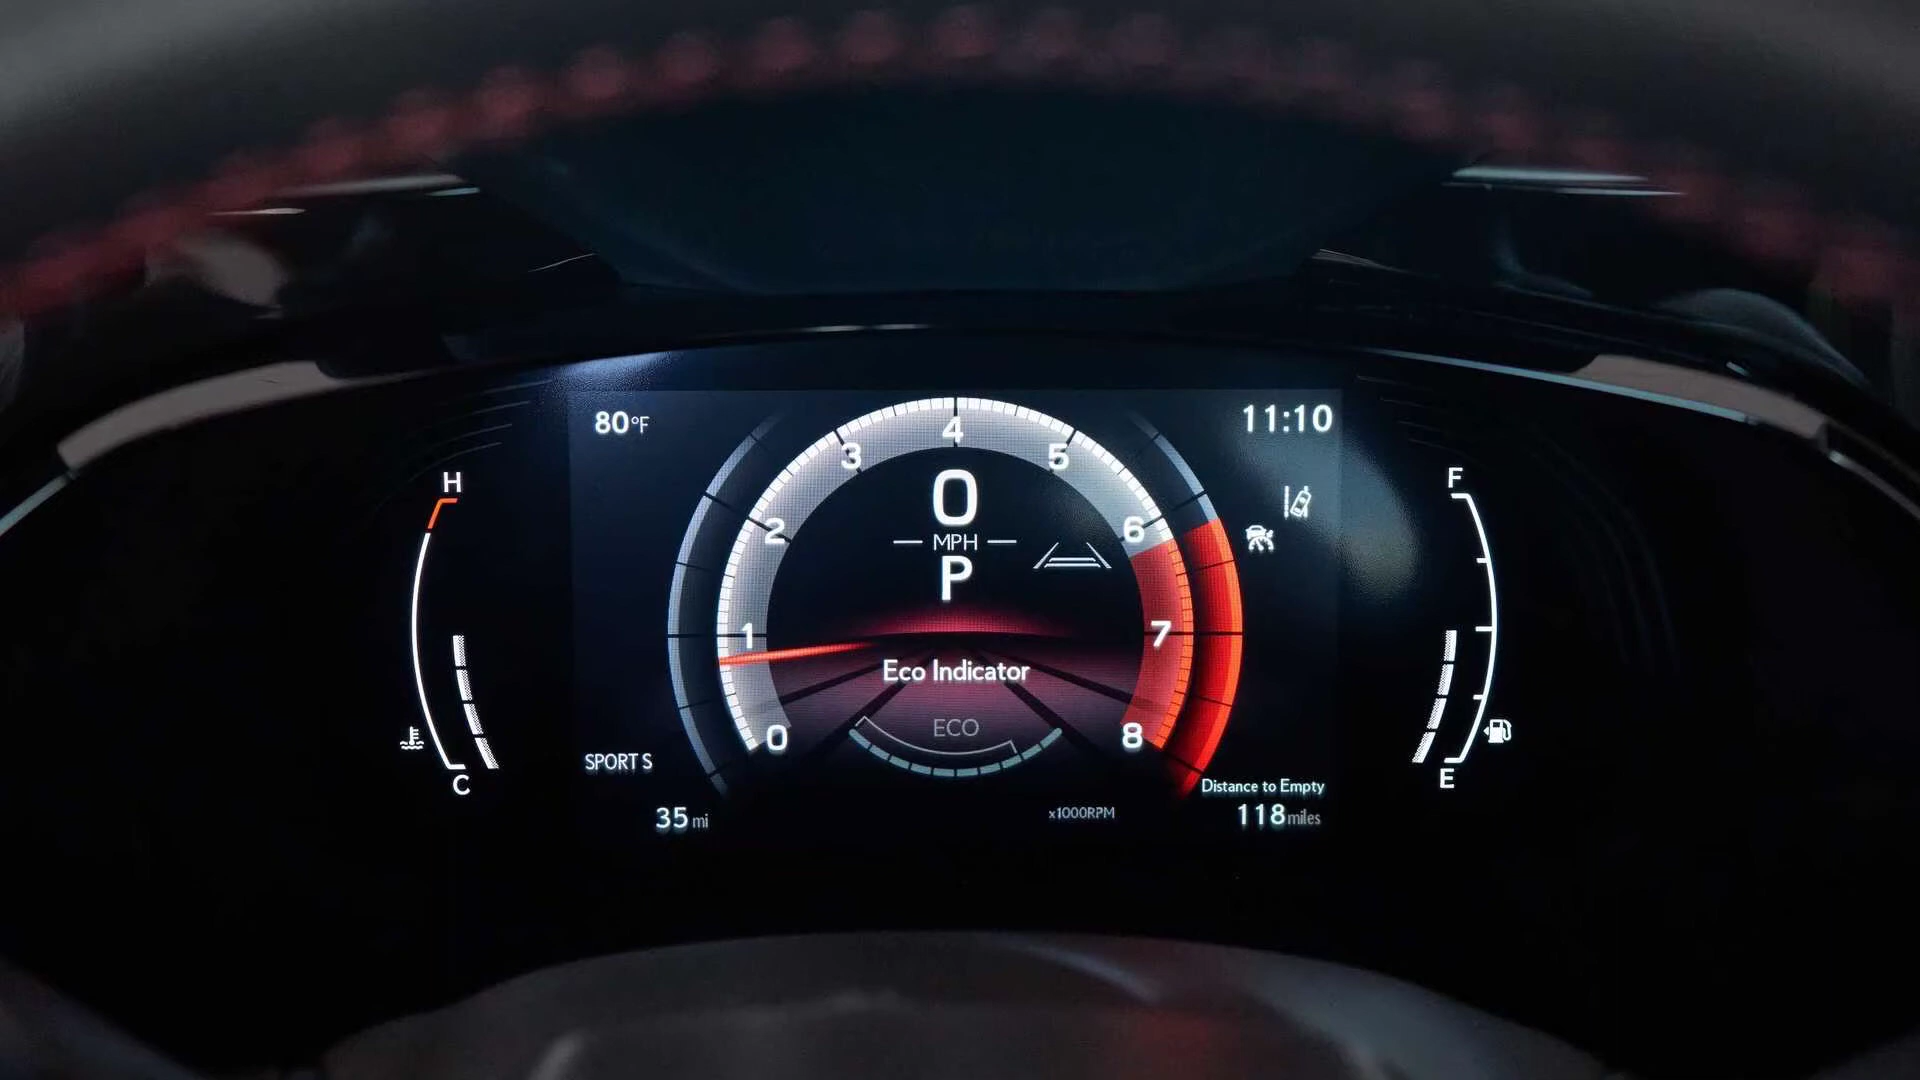 80°F
11:10
H
F
4
3
5
0
2
6
MPH
P
1
7
Eco Indicator
ECO
0
8
SPORT S
C
E
Distance to Empty
35 mi
x1000RPM
118 miles